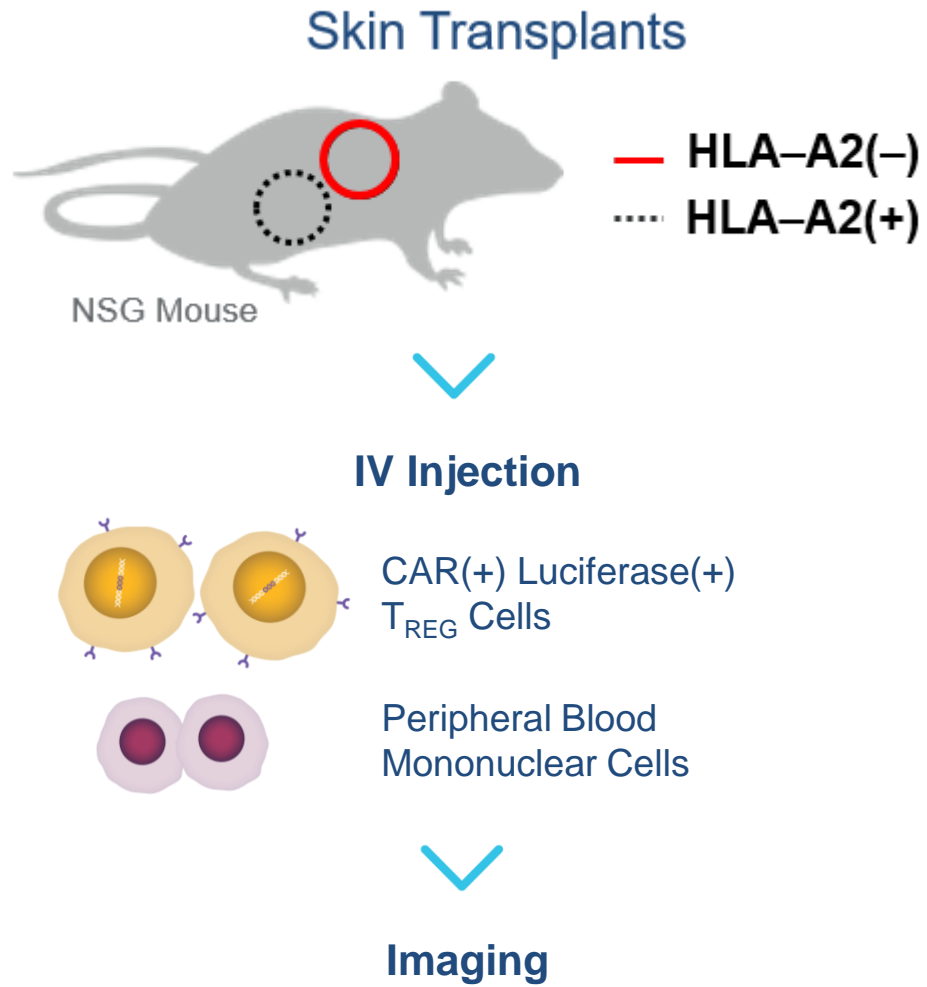 Skin Transplants
HLA–A2(–)
HLA–A2(+)
NSG Mouse
IV Injection
CAR(+) Luciferase(+)
TREG Cells
Peripheral Blood
Mononuclear Cells
Imaging